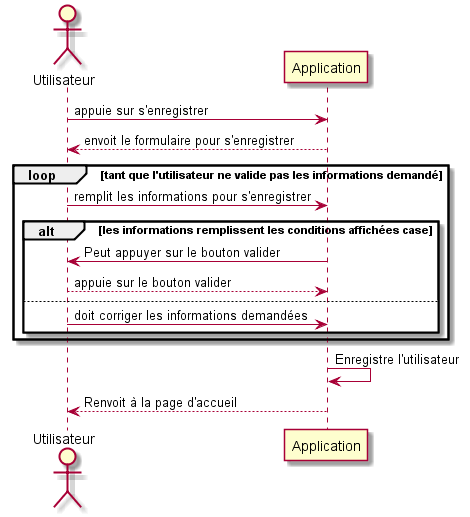 Utilisateur
Application
appuie sur s'enregistrer
envoit le formulaire pour s'enregistrer
loop [tant que l'utilisateur ne valide pas les informations demandé]
remplit les informations pour s'enregistrer
alt [les informations remplissent les conditions affichées case]
Peut appuyer sur le bouton valider
appuie sur le bouton valider
doit corriger les informations demandées
Enregistre l'utilisateur
Renvoit à la page d'accueil
Utilisateur
Application